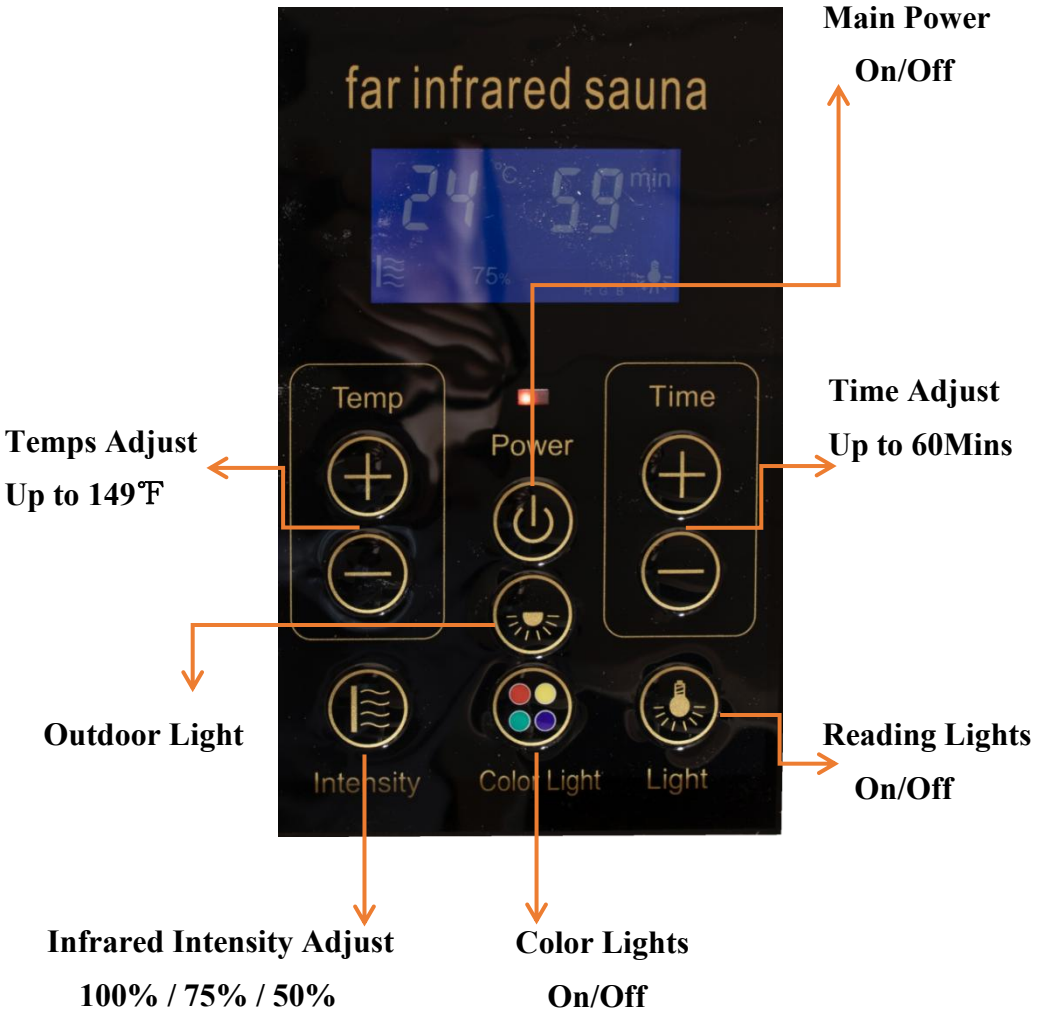 Main Power
On/Off
far infrared sauna
24 °C 59 min
75%
R G B
Temp
Time
Power
Time Adjust
Up to 60Mins
Temps Adjust
Up to 149℉
Outdoor Light
Reading Lights
On/Off
Intensity
Color Light
Light
Infrared Intensity Adjust
100% / 75% / 50%
Color Lights
On/Off